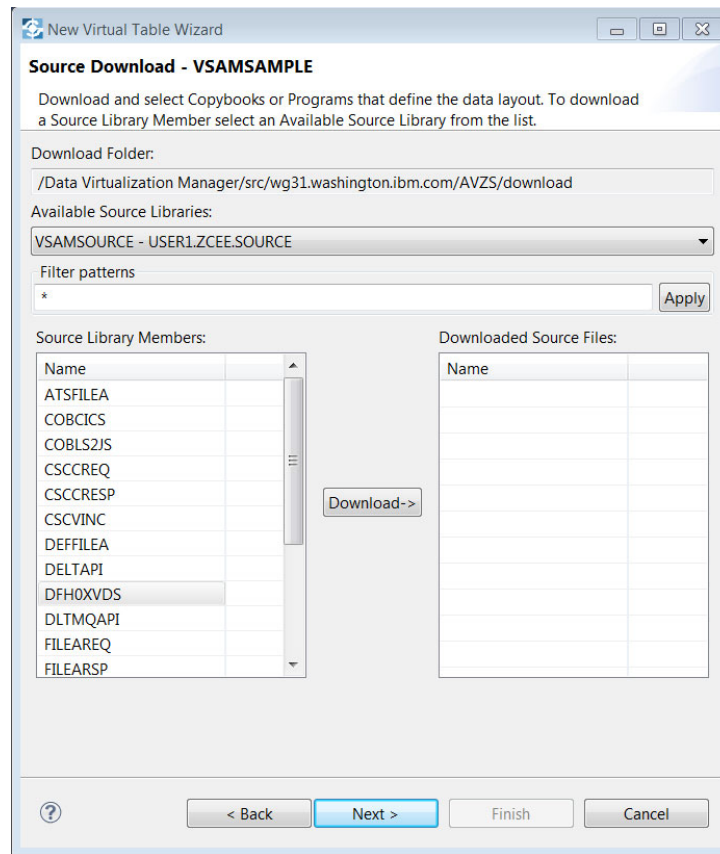 New Virtual Table Wizard
Source Download - VSAMSAMPLE
Download and select Copybooks or Programs that define the data layout. To download
a Source Library Member select an Available Source Library from the list.
Download Folder:
/Data Virtualization Manager/src/wg31.washington.ibm.com/AVZS/download
Available Source Libraries:
VSAMSOURCE - USER1.ZCEE.SOURCE
Filter patterns
*
Apply
Source Library Members:
Name
ATSFILEA
COBCICS
COBLS2JS
CSCCREQ
CSCCRESP
CSCVINC
DEFFILEA
DELTAPI
DFH0XVDS
DLTMQAPI
FILEAREQ
FILEARSP
Download->
Downloaded Source Files:
Name
?
< Back
Next >
Finish
Cancel